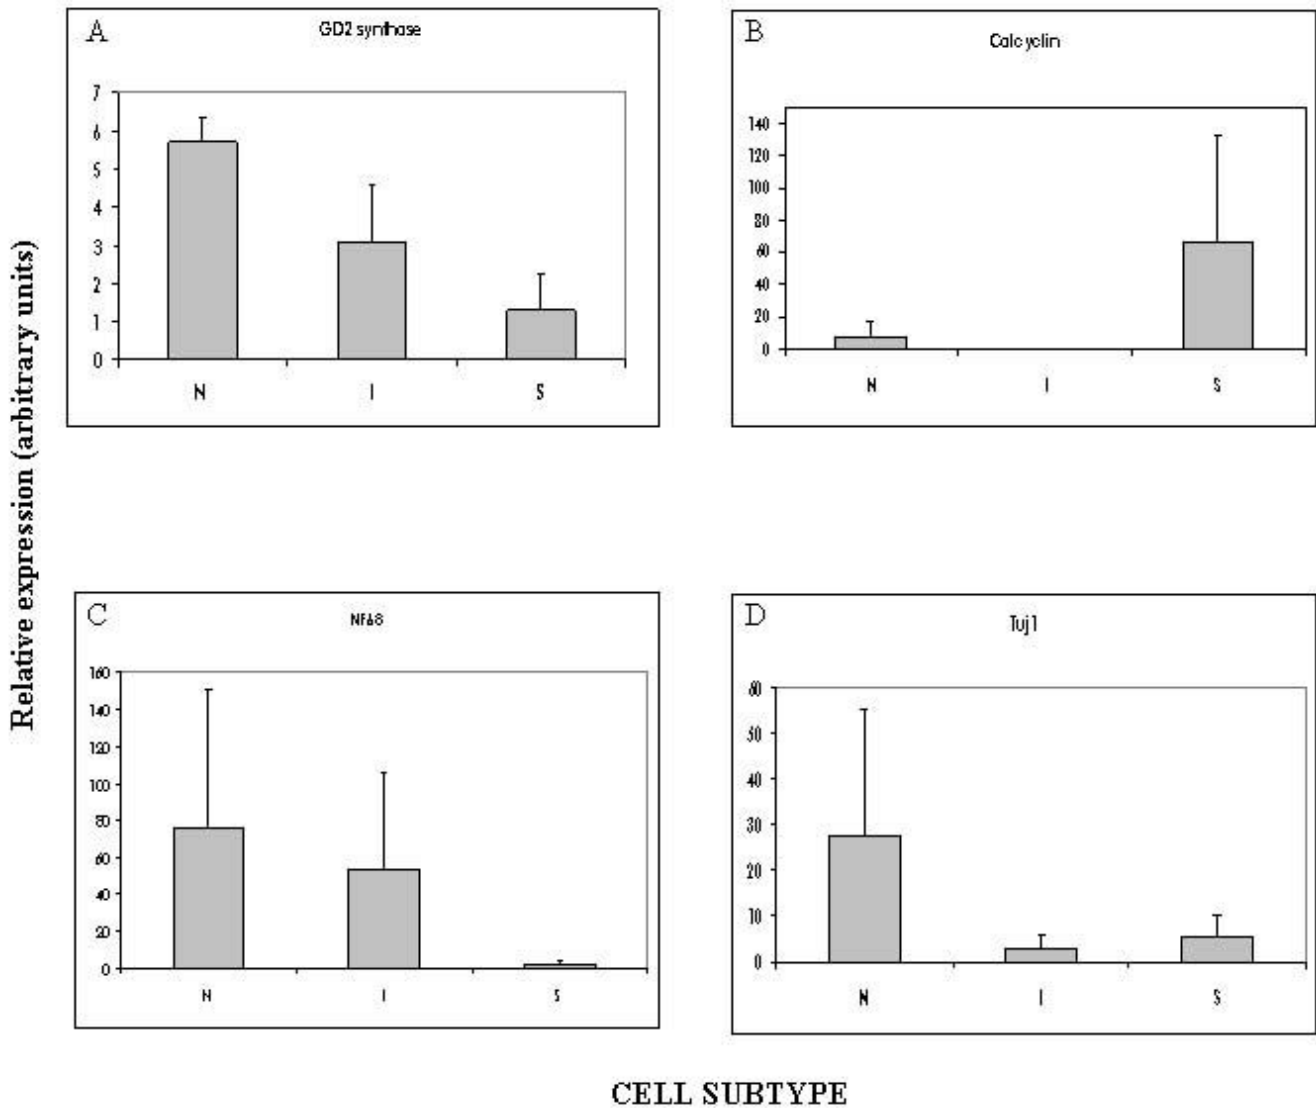 A
GD2 synthase
7
6
5
4
3
2
1
0
N I S
B
Calcyclin
140
120
100
80
60
40
20
0
N I S
Relative expression (arbitrary units)
C
NF68
160
140
120
100
80
60
40
20
0
N I S
D
Tuj1
60
50
40
30
20
10
0
N I S
CELL SUBTYPE